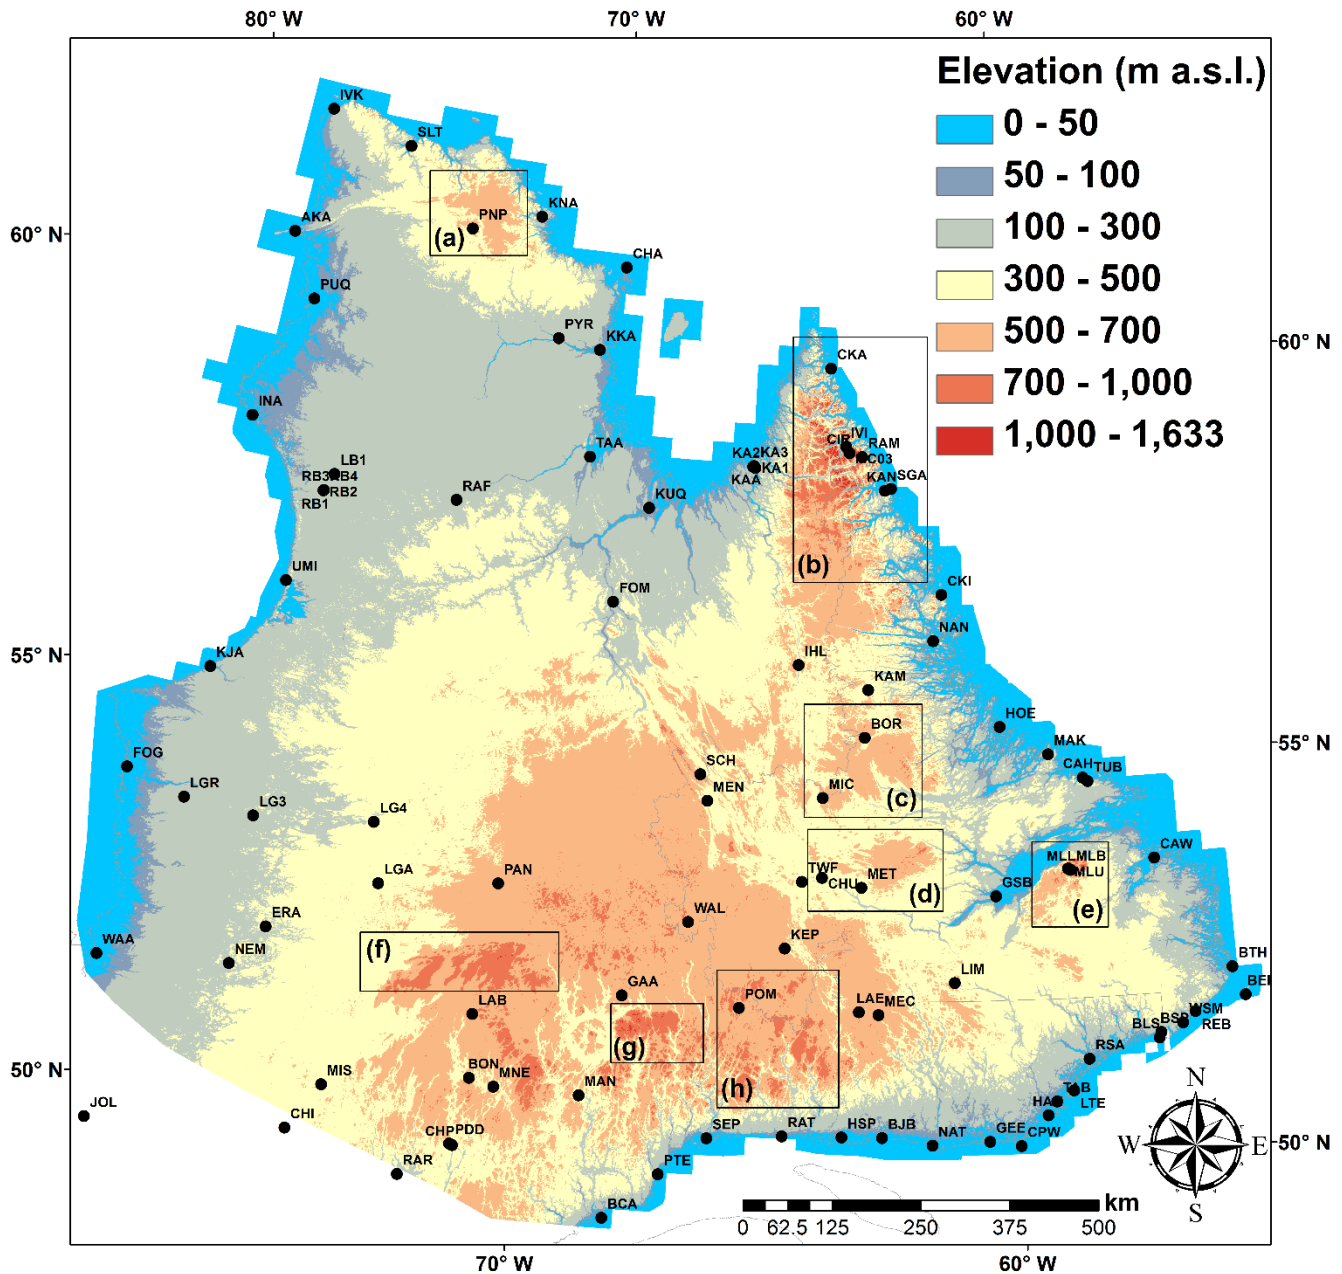 80° W
70° W
60° W
Elevation (m a.s.l.)
0 - 50
50 - 100
100 - 300
300 - 500
500 - 700
700 - 1,000
1,000 - 1,633
IVK
SLT
AKA
PNP
KNA
(a)
60° N
CHA
PUQ
PYR
KKA
60° N
CKA
INA
TAA
CIR
IVI
RAM
C03
KA2
KA3
KA1
KAA
KAN
SGA
LB1
RB3
RB4
RB2
RB1
RAF
KUQ
(b)
UMI
FOM
CKI
NAN
55° N
KJA
IHL
KAM
HOE
BOR
MAK
55° N
FOG
SCH
CAH
TUB
LGR
MEN
MIC
(c)
LG3
LG4
CAW
MLL
MLB
MLU
LGA
PAN
TWF
CHU
MET
(d)
GSB
(e)
ERA
WAL
NEM
WAA
(f)
KEP
BTH
LIM
BEI
GAA
LAB
POM
LAE
MEC
WSM
BSP
REB
BLS
(g)
(h)
RSA
50° N
MIS
BON
MNE
MAN
TAB
LTE
HA
N
JOL
CHI
CHP
PDD
SEP
RAT
HSP
BJB
NAT
GEE
CPW
W
E
50° N
RAR
PTE
S
BCA
km
0
62.5
125
250
375
500
70° W
60° W